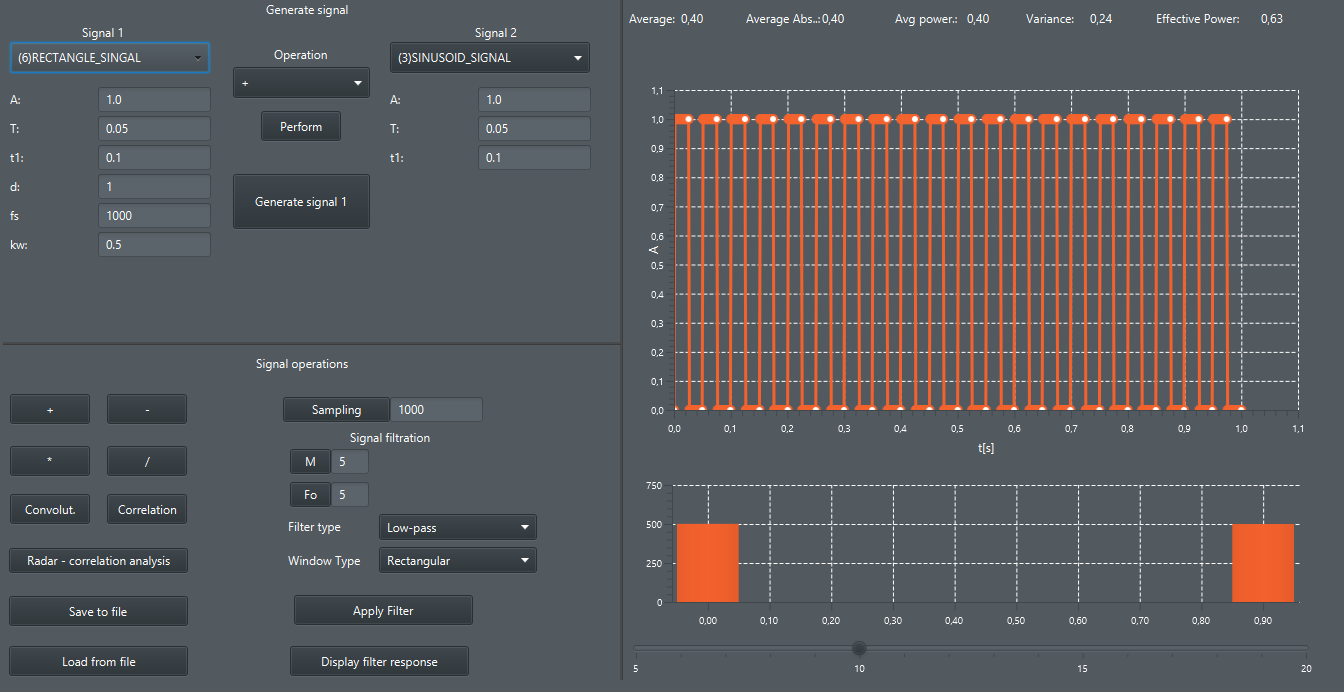 Generate signal
Signal 1
(6)RECTANGLE_SINGAL
A: 1.0
T: 0.05
t1: 0.1
d: 1
fs 1000
kw: 0.5
Operation
+
Perform
Generate signal 1
Signal 2
(3)SINUSOID_SIGNAL
A: 1.0
T: 0.05
t1: 0.1
Signal operations
+ -
* /
Convolut. Correlation
Radar - correlation analysis
Save to file
Load from file
Sampling 1000
Signal filtration
M 5
Fo 5
Filter type Low-pass
Window Type Rectangular
Apply Filter
Display filter response
Average: 0,40 Average Abs..: 0,40 Avg power.: 0,40 Variance: 0,24 Effective Power: 0,63
1,1
1,0
0,9
0,8
0,7
0,6
A
0,5
0,4
0,3
0,2
0,1
0,0
0,0 0,1 0,2 0,3 0,4 0,5 0,6 0,7 0,8 0,9 1,0 1,1
t[s]
750
500
250
0
0,00 0,10 0,20 0,30 0,40 0,50 0,60 0,70 0,80 0,90
5 10 15 20